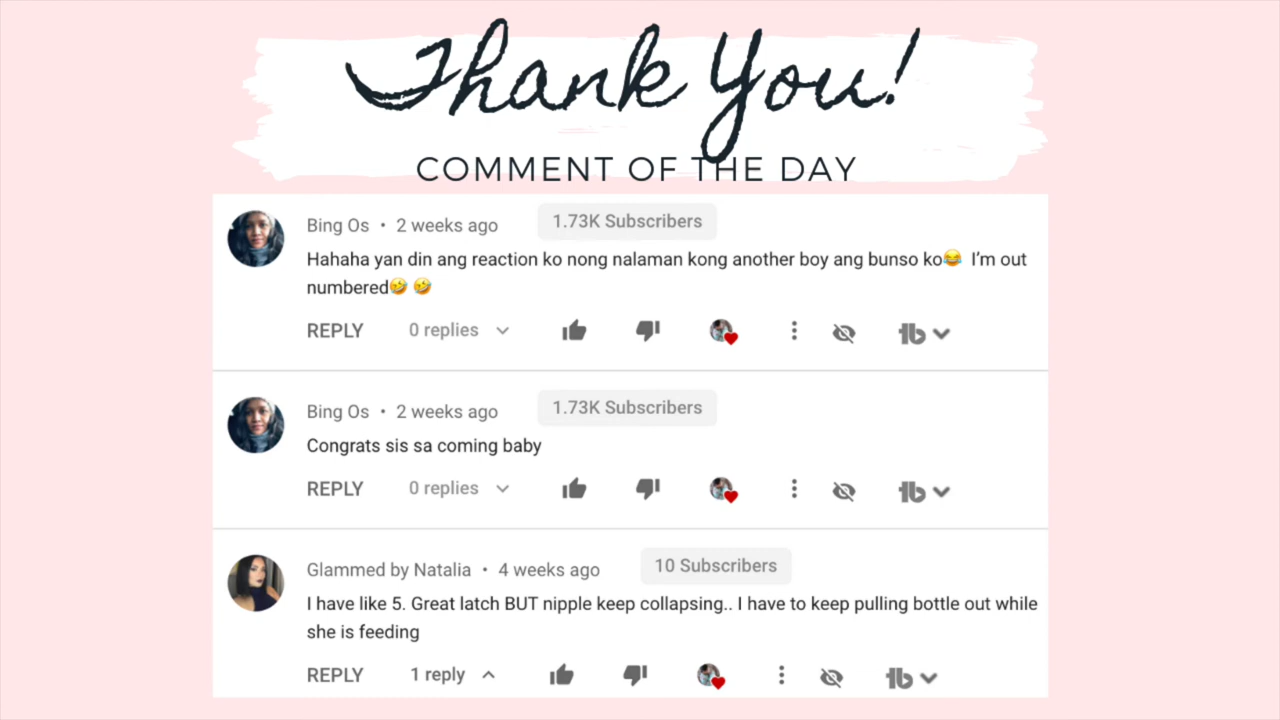 Thank You!
COMMENT OF THE DAY
Bing Os • 2 weeks ago 1.73K Subscribers
Hahaha yan din ang reaction ko nong nalaman kong another boy ang bunso ko😂 I'm out
numbered🤣 🤣
REPLY 0 replies
Bing Os • 2 weeks ago 1.73K Subscribers
Congrats sis sa coming baby
REPLY 0 replies
Glammed by Natalia • 4 weeks ago 10 Subscribers
I have like 5. Great latch BUT nipple keep collapsing.. I have to keep pulling bottle out while
she is feeding
REPLY 1 reply